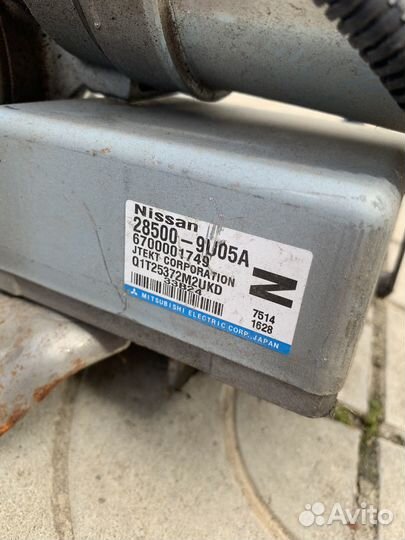 Nissan
28500-9U05A
6700001749
JTEKT CORPORATION
Q1T25372M2UKD
N
7514
1628
MITSUBISHI ELECTRIC CORP. JAPAN
Avito